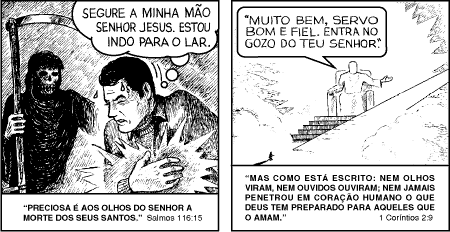 SEGURE A MINHA MÃO
SENHOR JESUS. ESTOU
INDO PARA O LAR.
"PRECIOSA É AOS OLHOS DO SENHOR A
MORTE DOS SEUS SANTOS." Salmos 116:15
"MUITO BEM, SERVO
BOM E FIEL. ENTRA NO
GOZO DO TEU SENHOR."
"MAS COMO ESTÁ ESCRITO: NEM OLHOS
VIRAM, NEM OUVIDOS OUVIRAM; NEM JAMAIS
PENETROU EM CORAÇÃO HUMANO O QUE
DEUS TEM PREPARADO PARA AQUELES QUE
O AMAM." 1 Coríntios 2:9